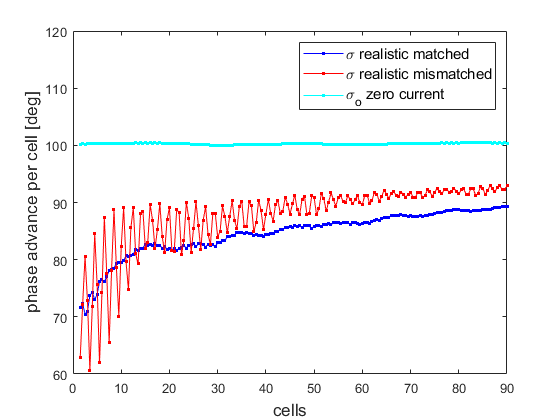 120
110
100
90
80
70
60
phase advance per cell [deg]
σ realistic matched
σ realistic mismatched
σo zero current
0 10 20 30 40 50 60 70 80 90
cells